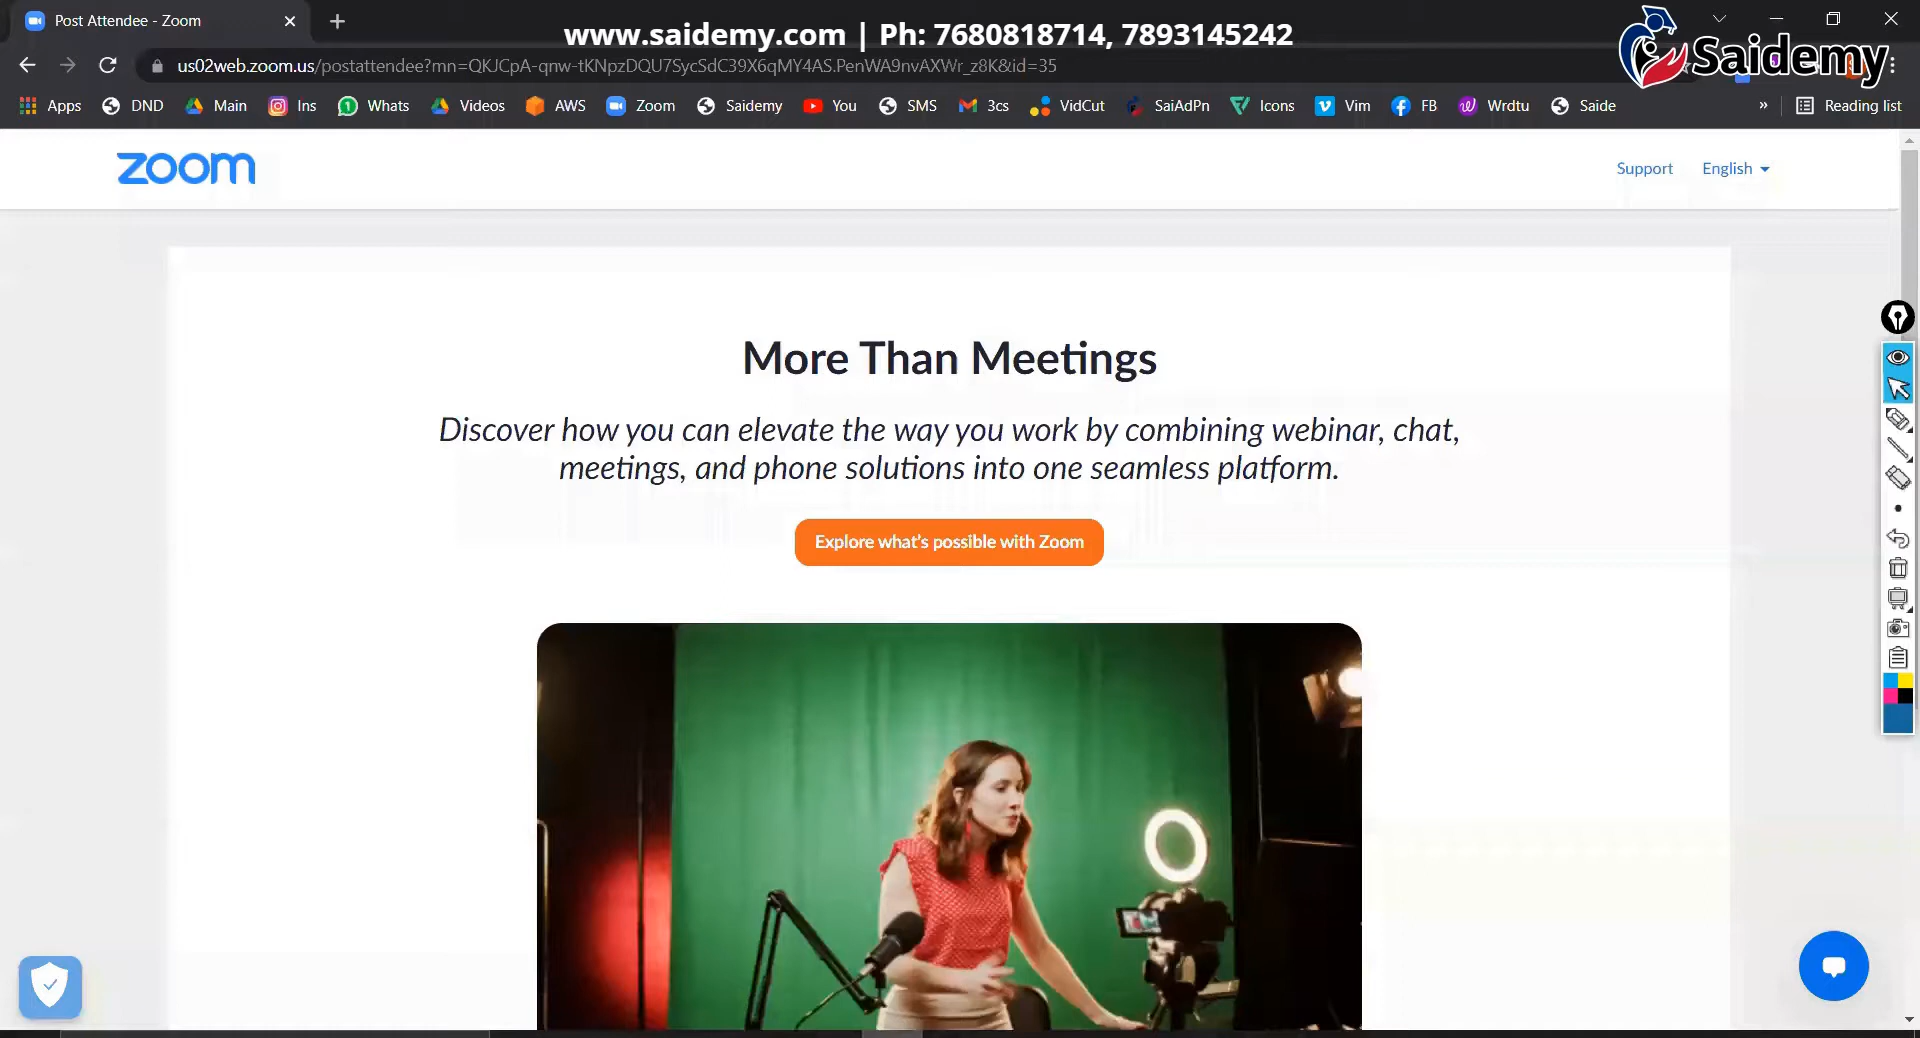 Post Attendee - Zoom
www.saidemy.com | Ph: 7680818714, 7893145242
Saidemy
us02web.zoom.us/postattendee?mn=QKJCpA-qnw-tKNpzDQU7SycSdC39X6qMY4AS.PenWA9nvAXWr_z8K&id=35
Apps DND Main Ins Whats Videos AWS Zoom Saidemy You SMS 3cs VidCut SaiAdPn Icons Vim FB Wrdtu Saide » Reading list
zoom
Support English
More Than Meetings
Discover how you can elevate the way you work by combining webinar, chat,
meetings, and phone solutions into one seamless platform.
Explore what's possible with Zoom